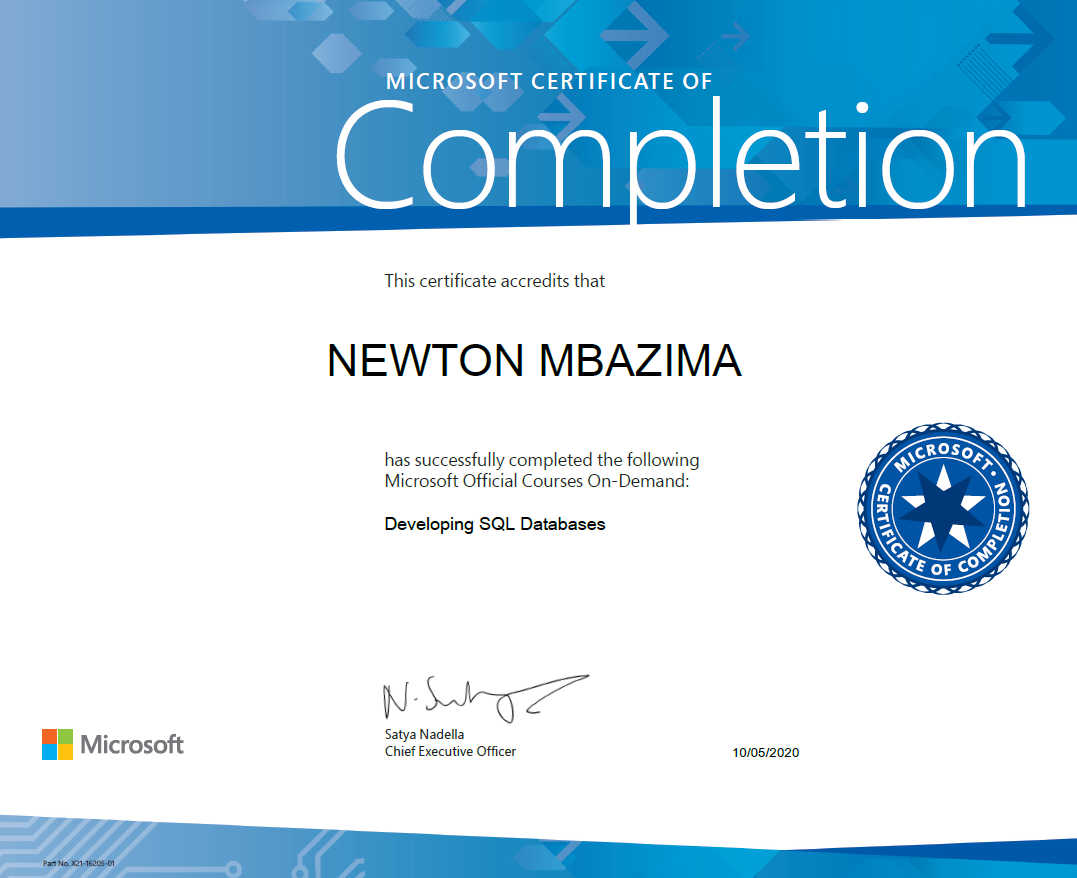 MICROSOFT CERTIFICATE OF
Completion
This certificate accredits that
NEWTON MBAZIMA
has successfully completed the following
Microsoft Official Courses On-Demand:
Developing SQL Databases
MICROSOFT •
CERTIFICATE OF COMPLETION
Satya Nadella
Chief Executive Officer
Microsoft
10/05/2020
Part No. X21-16205-01